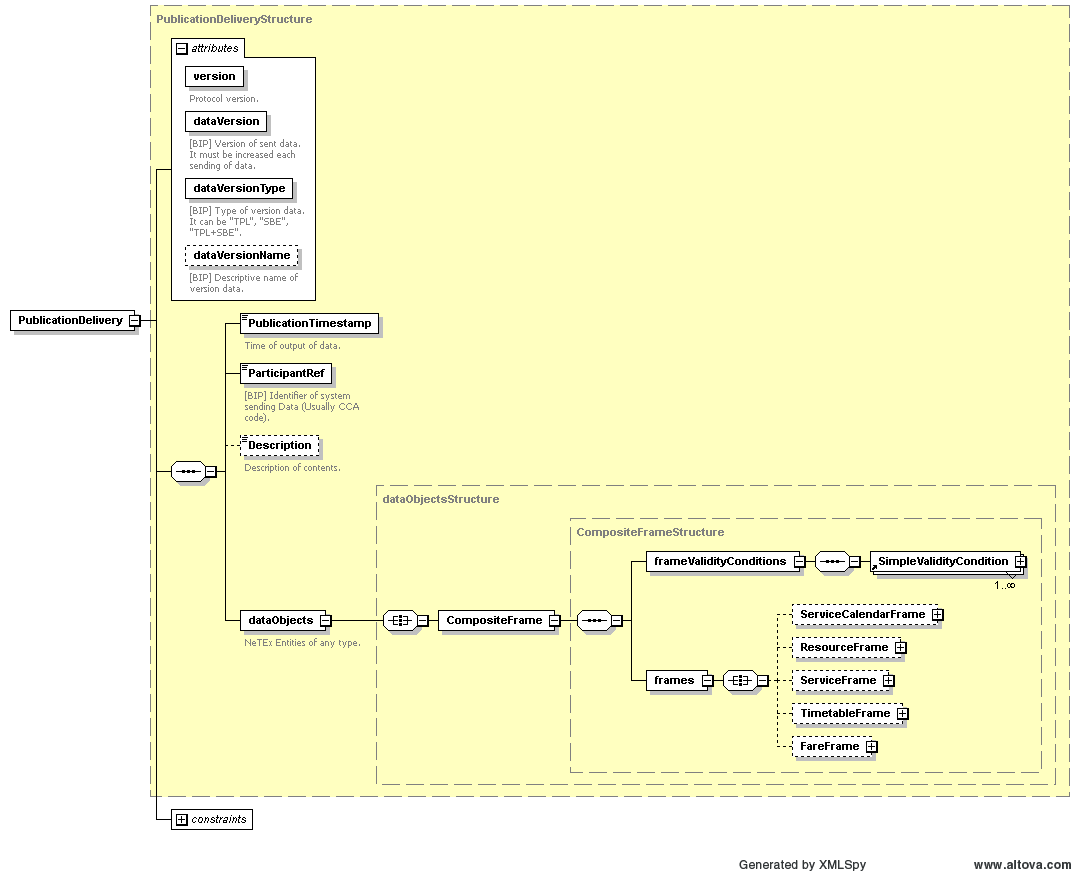 PublicationDeliveryStructure
attributes
version
Protocol version.
dataVersion
[BIP] Version of sent data.
It must be increased each
sending of data.
dataVersionType
[BIP] Type of version data.
It can be "TPL", "SBE",
"TPL+SBE".
dataVersionName
[BIP] Descriptive name of
version data.
PublicationDelivery
PublicationTimestamp
Time of output of data.
ParticipantRef
[BIP] Identifier of system
sending Data (Usually CCA
code).
Description
Description of contents.
dataObjectsStructure
CompositeFrameStructure
frameValidityConditions
SimpleValidityCondition
1..∞
dataObjects
NeTEx Entities of any type.
CompositeFrame
ServiceCalendarFrame
ResourceFrame
frames
ServiceFrame
TimetableFrame
FareFrame
constraints
Generated by XMLSpy
www.altova.com